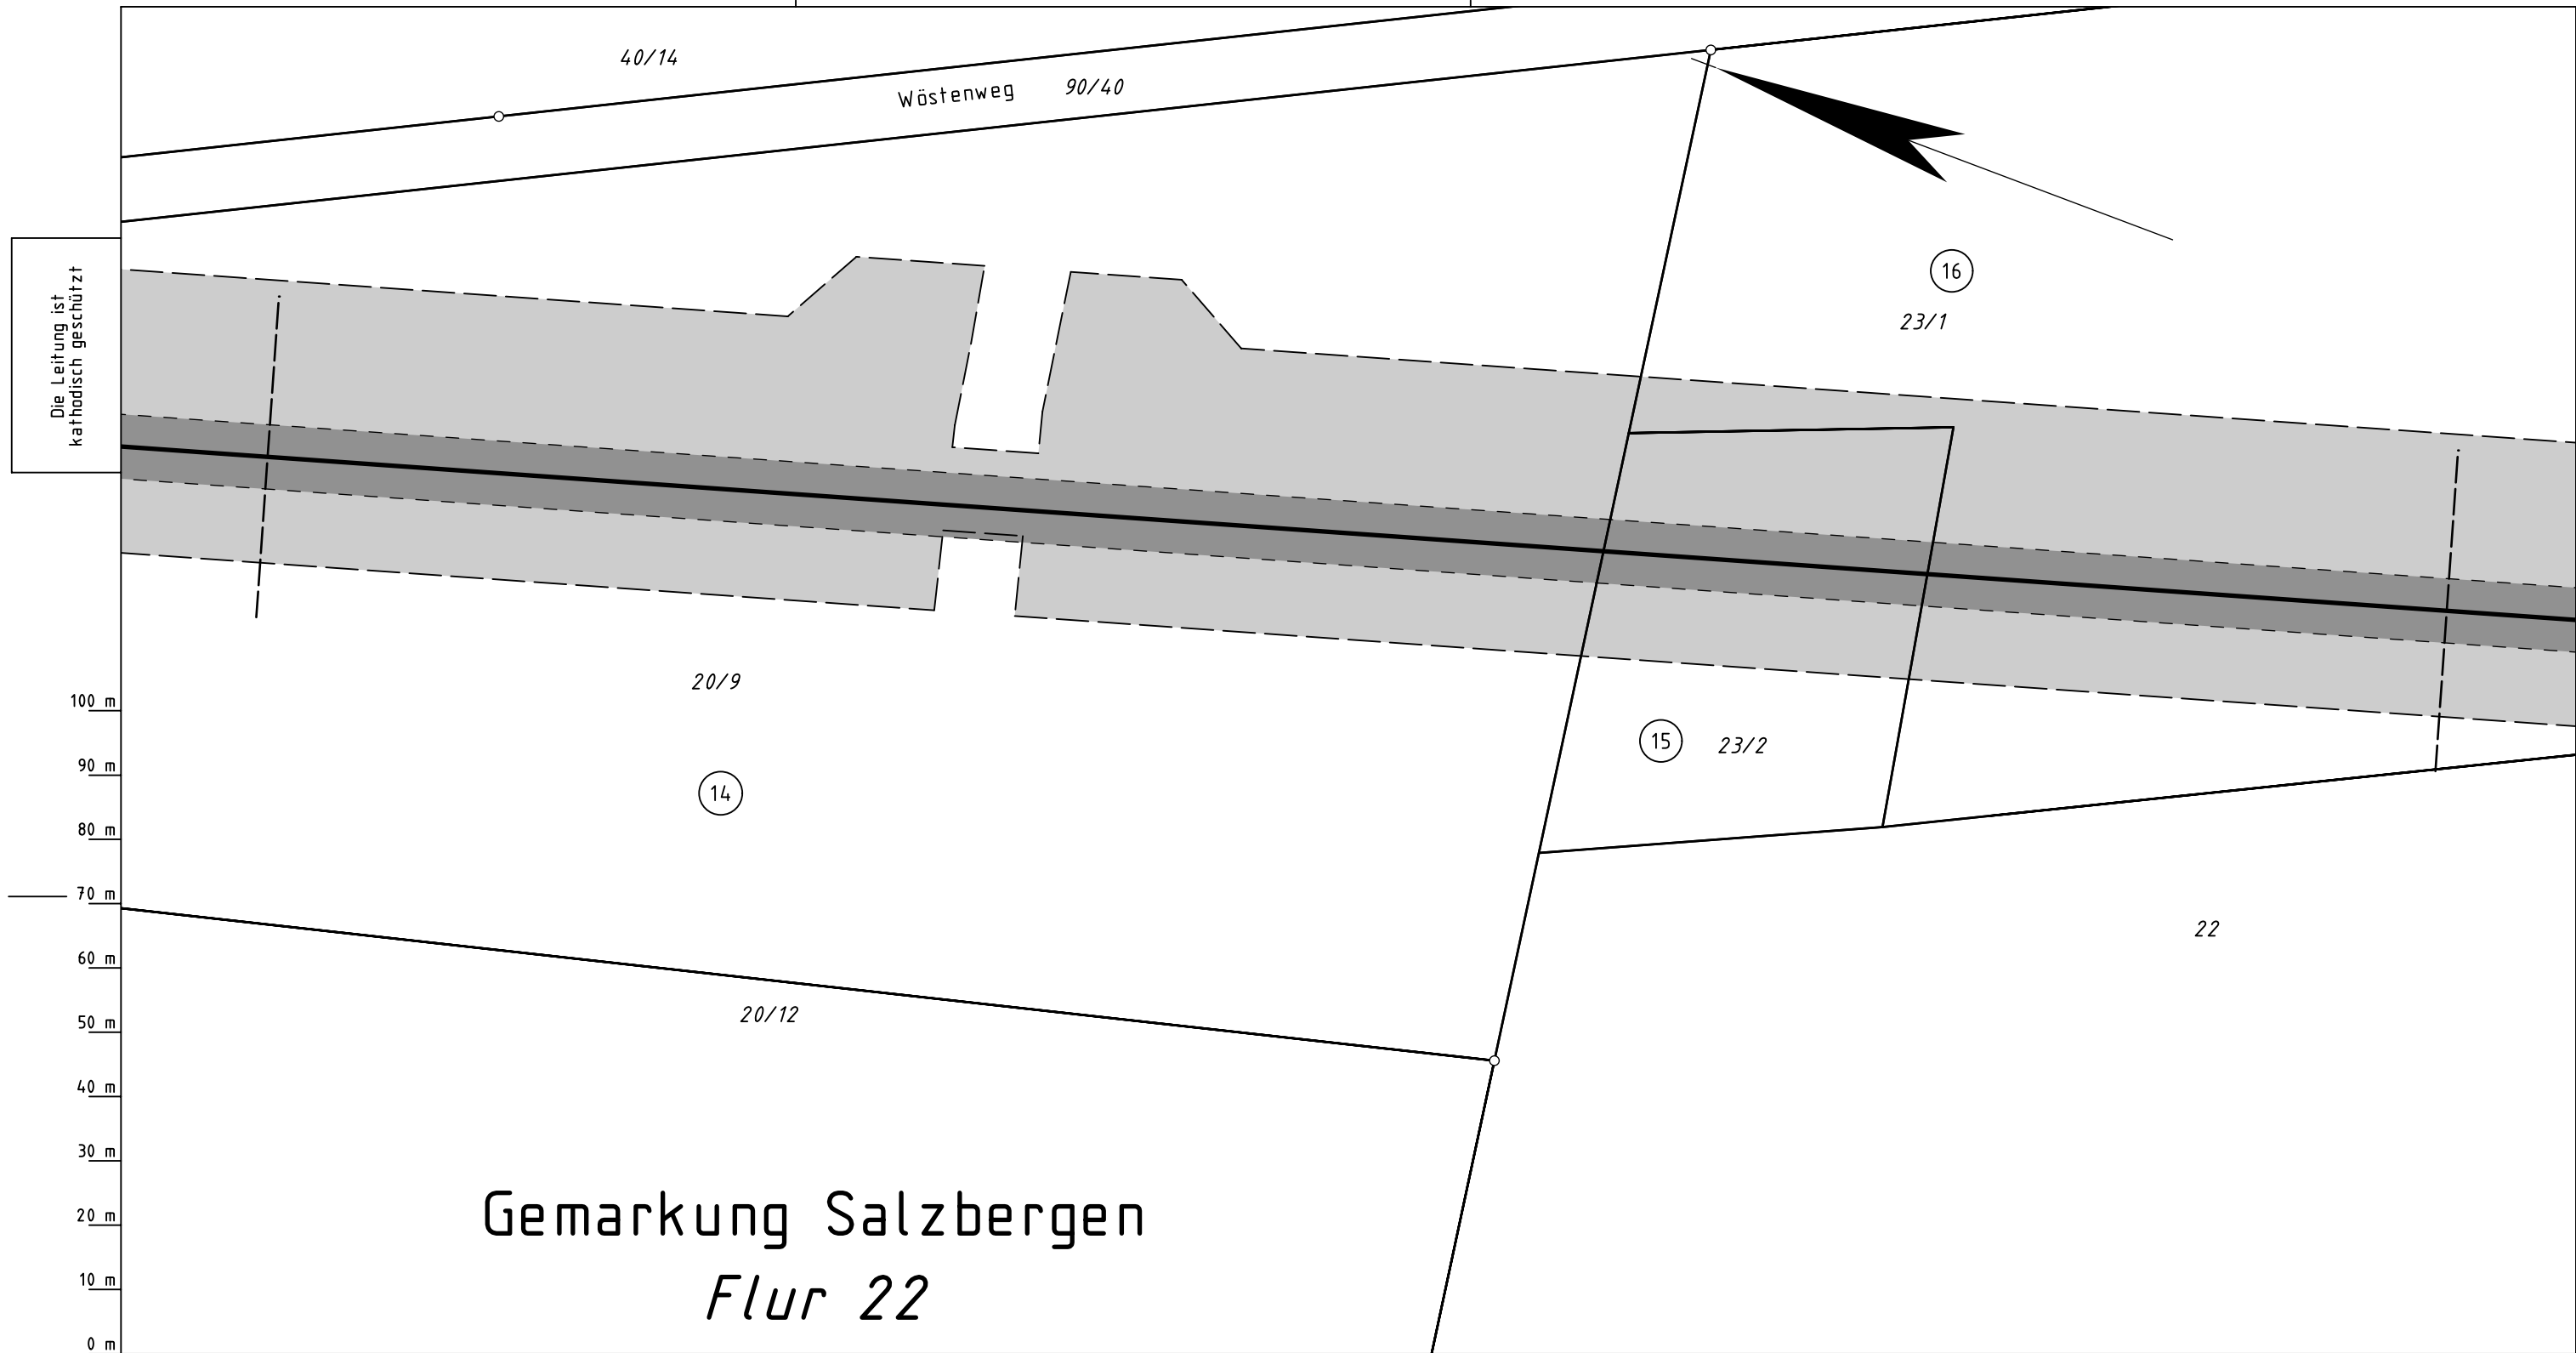 40/14
Wöstenweg 90/40
16
23/1
Die Leitung ist
kathodisch geschützt
20/9
15 23/2
14
22
20/12
100 m
90 m
80 m
70 m
60 m
50 m
40 m
30 m
20 m
10 m
0 m
Gemarkung Salzbergen
Flur 22